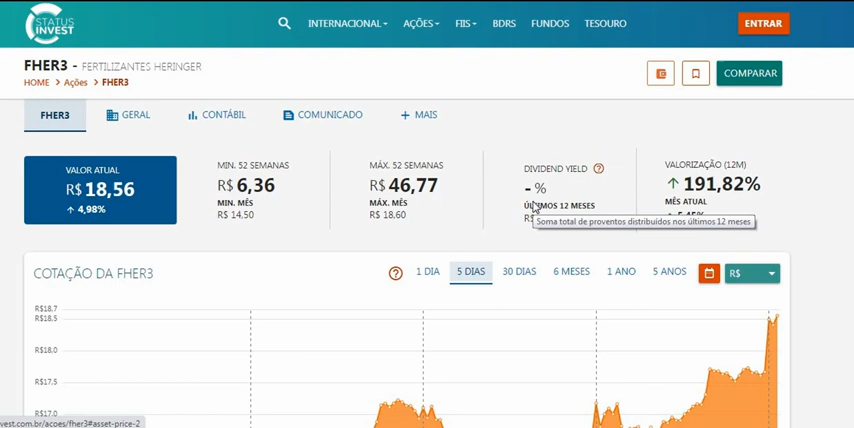 STATUS
INVEST
INTERNACIONAL
AÇÕES
FIIS
BDRS
FUNDOS
TESOURO
ENTRAR
FHER3 - FERTILIZANTES HERINGER
HOME > Ações > FHER3
COMPARAR
FHER3
GERAL
CONTÁBIL
COMUNICADO
+ MAIS
VALOR ATUAL
R$ 18,56
4,98%
MIN. 52 SEMANAS
R$ 6,36
MIN. MÊS
R$ 14,50
MÁX. 52 SEMANAS
R$ 46,77
MÁX. MÊS
R$ 18,60
DIVIDEND YIELD
- %
ÚLTIMOS 12 MESES
Soma total de proventos distribuídos nos últimos 12 meses
VALORIZAÇÃO (12M)
191,82%
MÊS ATUAL
COTAÇÃO DA FHER3
1 DIA
5 DIAS
30 DIAS
6 MESES
1 ANO
5 ANOS
R$
R$18.7
R$18.5
R$18.0
R$17.5
R$17.0
vest.com.br/acoes/fher3#asset-price-2